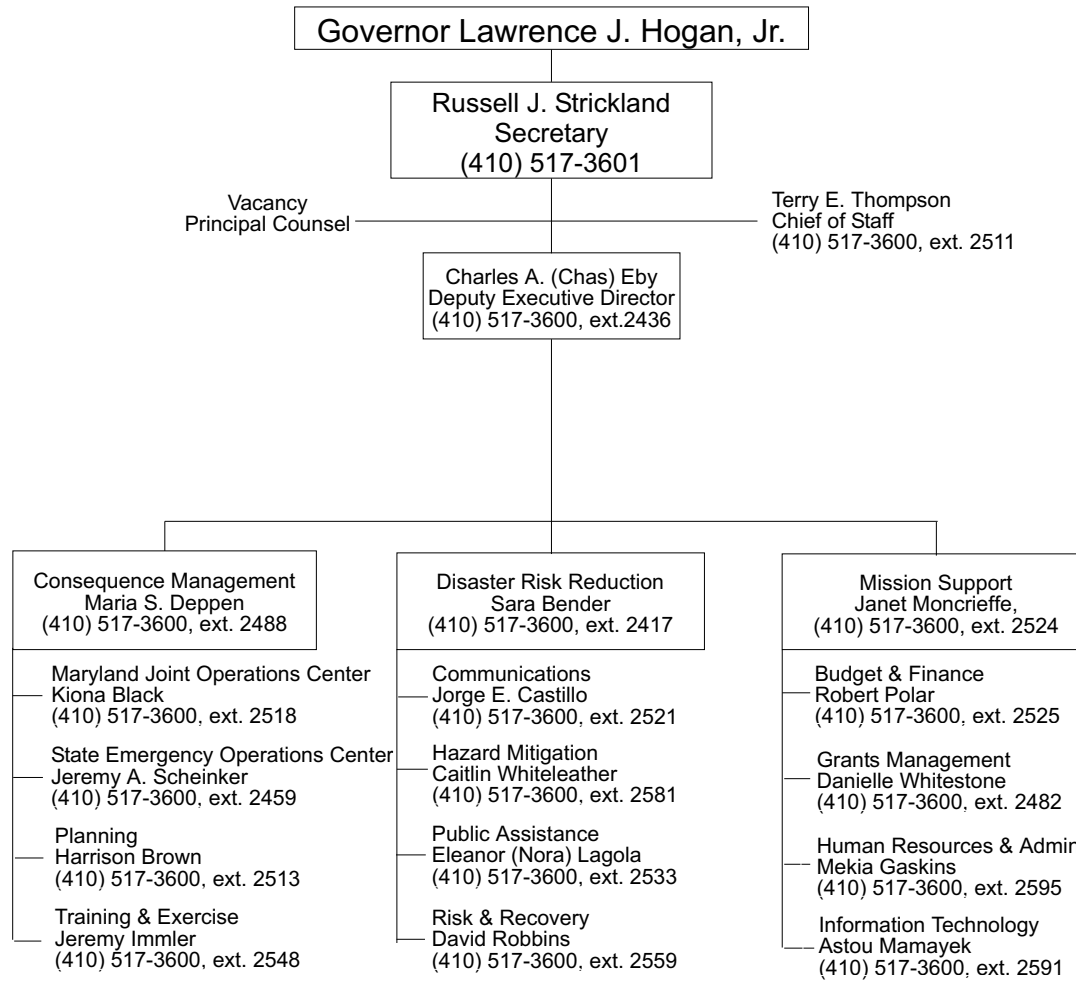 Governor Lawrence J. Hogan, Jr.
Russell J. Strickland
Secretary
(410) 517-3601
Vacancy
Principal Counsel
Terry E. Thompson
Chief of Staff
(410) 517-3600, ext. 2511
Charles A. (Chas) Eby
Deputy Executive Director
(410) 517-3600, ext.2436
Consequence Management
Maria S. Deppen
(410) 517-3600, ext. 2488
Maryland Joint Operations Center
Kiona Black
(410) 517-3600, ext. 2518
State Emergency Operations Center
Jeremy A. Scheinker
(410) 517-3600, ext. 2459
Planning
Harrison Brown
(410) 517-3600, ext. 2513
Training & Exercise
Jeremy Immler
(410) 517-3600, ext. 2548
Disaster Risk Reduction
Sara Bender
(410) 517-3600, ext. 2417
Communications
Jorge E. Castillo
(410) 517-3600, ext. 2521
Hazard Mitigation
Caitlin Whiteleather
(410) 517-3600, ext. 2581
Public Assistance
Eleanor (Nora) Lagola
(410) 517-3600, ext. 2533
Risk & Recovery
David Robbins
(410) 517-3600, ext. 2559
Mission Support
Janet Moncrieffe,
(410) 517-3600, ext. 2524
Budget & Finance
Robert Polar
(410) 517-3600, ext. 2525
Grants Management
Danielle Whitestone
(410) 517-3600, ext. 2482
Human Resources & Admin
Mekia Gaskins
(410) 517-3600, ext. 2595
Information Technology
Astou Mamayek
(410) 517-3600, ext. 2591